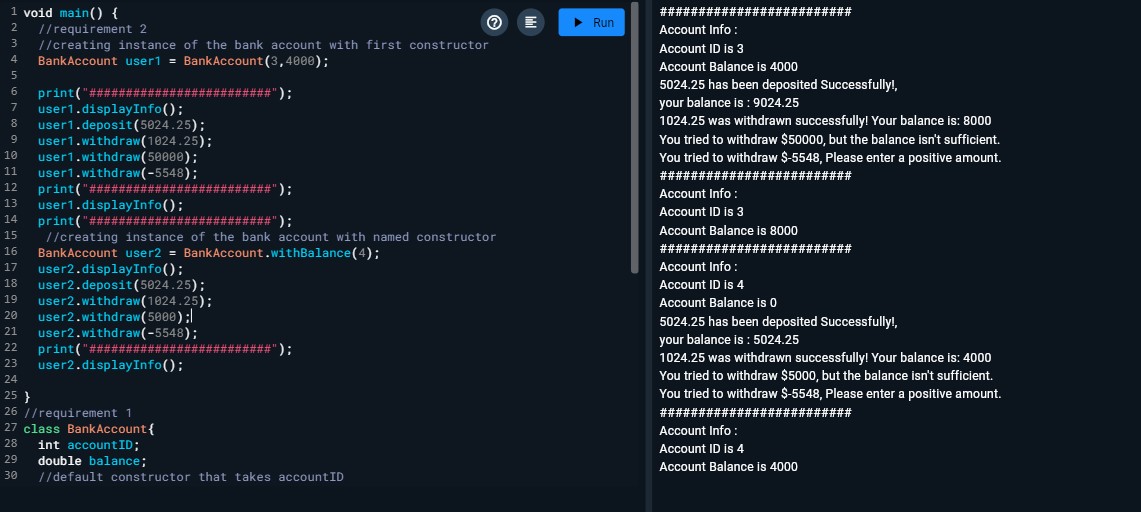 1 void main() {
2 //requirement 2
3 //creating instance of the bank account with first constructor
4 BankAccount user1 = BankAccount(3,4000);
5
6 print("#########################");
7 user1.displayInfo();
8 user1.deposit(5024.25);
9 user1.withdraw(1024.25);
10 user1.withdraw(50000);
11 user1.withdraw(-5548);
12 print("#########################");
13 user1.displayInfo();
14 print("#########################");
15 //creating instance of the bank account with named constructor
16 BankAccount user2 = BankAccount.withBalance(4);
17 user2.displayInfo();
18 user2.deposit(5024.25);
19 user2.withdraw(1024.25);
20 user2.withdraw(5000);
21 user2.withdraw(-5548);
22 print("#########################");
23 user2.displayInfo();
24
25 }
26 //requirement 1
27 class BankAccount{
28 int accountID;
29 double balance;
30 //default constructor that takes accountID
Run
#########################
Account Info :
Account ID is 3
Account Balance is 4000
5024.25 has been deposited Successfully!,
your balance is : 9024.25
1024.25 was withdrawn successfully! Your balance is: 8000
You tried to withdraw $50000, but the balance isn't sufficient.
You tried to withdraw $-5548, Please enter a positive amount.
#########################
Account Info :
Account ID is 3
Account Balance is 8000
#########################
Account Info :
Account ID is 4
Account Balance is 0
5024.25 has been deposited Successfully!,
your balance is : 5024.25
1024.25 was withdrawn successfully! Your balance is: 4000
You tried to withdraw $5000, but the balance isn't sufficient.
You tried to withdraw $-5548, Please enter a positive amount.
#########################
Account Info :
Account ID is 4
Account Balance is 4000